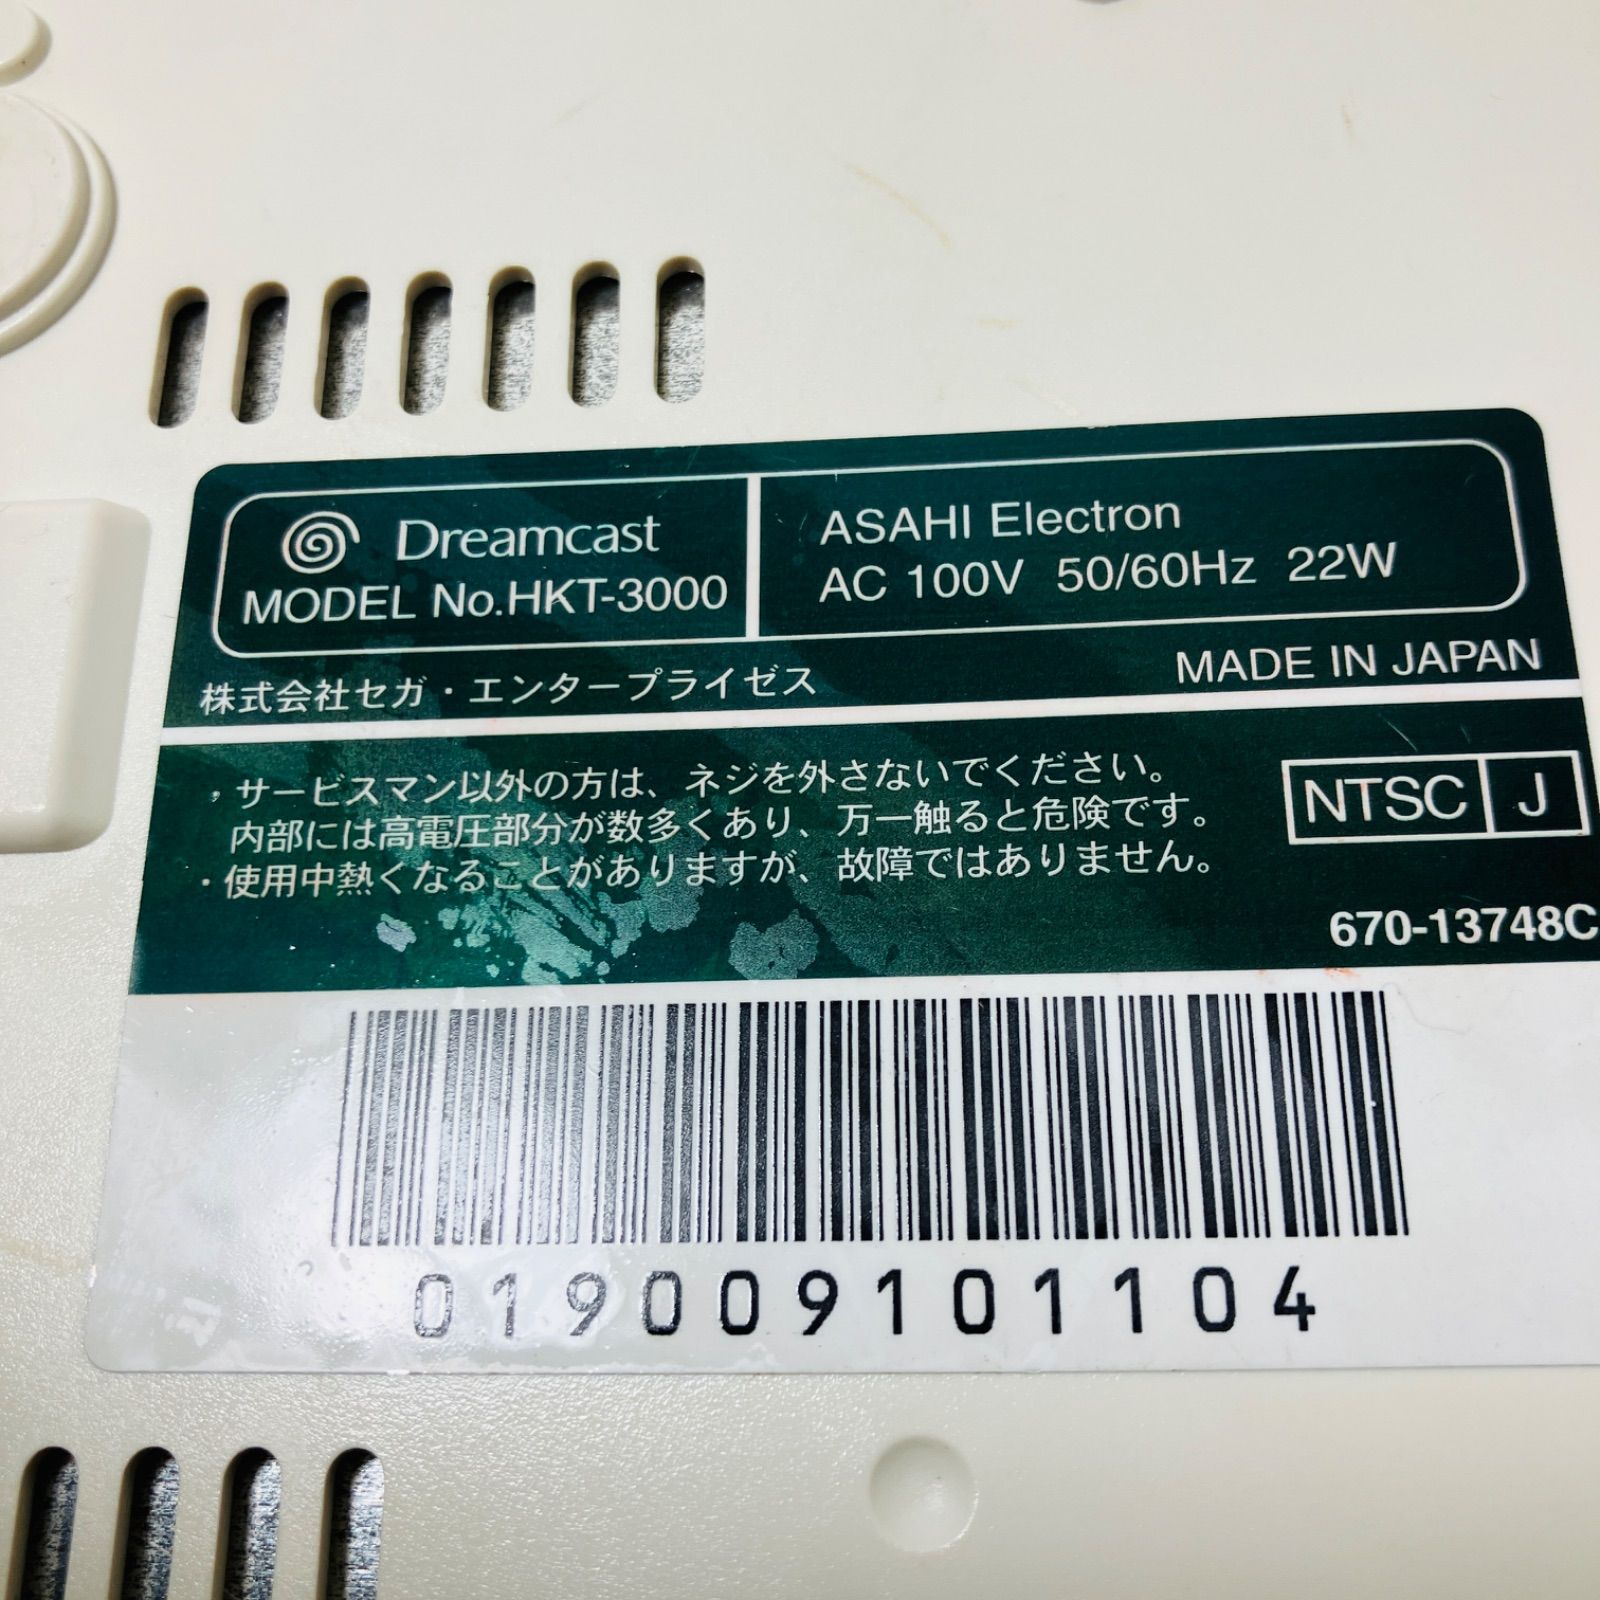 Dreamcast
MODEL No.HKT-3000
ASAHI Electron
AC 100V 50/60Hz 22W
株式会社セガ・エンタープライゼス
MADE IN JAPAN
・サービスマン以外の方は、ネジを外さないでください。
内部には高電圧部分が数多くあり、万一触ると危険です。
・使用中熱くなることがありますが、故障ではありません。
NTSC J
670-13748C
019009101104